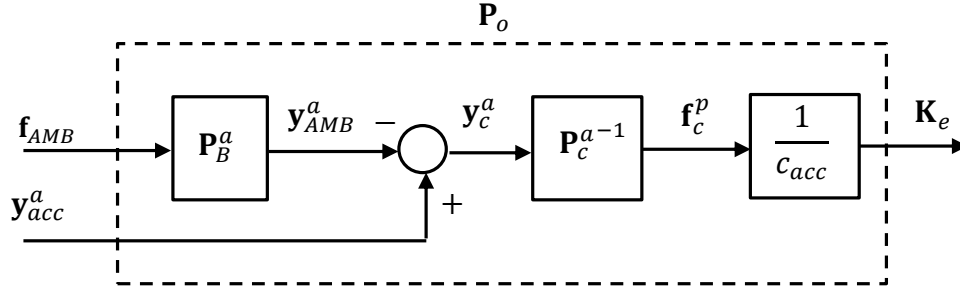 P_o
f_AMB
P_B^a
y_AMB^a
−
y_c^a
P_c^{a−1}
f_c^p
1
c_acc
K_e
y_acc^a
+